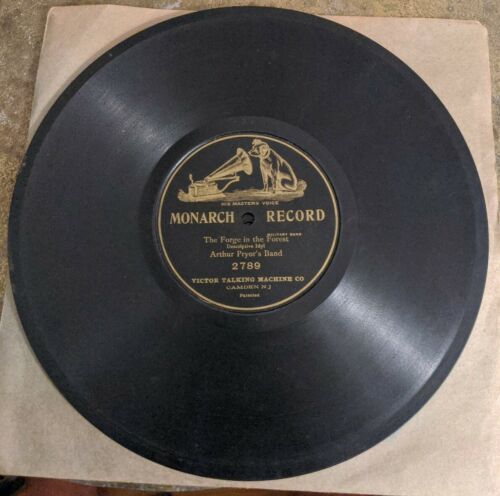 HIS MASTER'S VOICE
MONARCH RECORD
MILITARY BAND
The Forge in the Forest
Descriptive Idyl
Arthur Pryor's Band
2789
VICTOR TALKING MACHINE CO
CAMDEN N.J
Patented